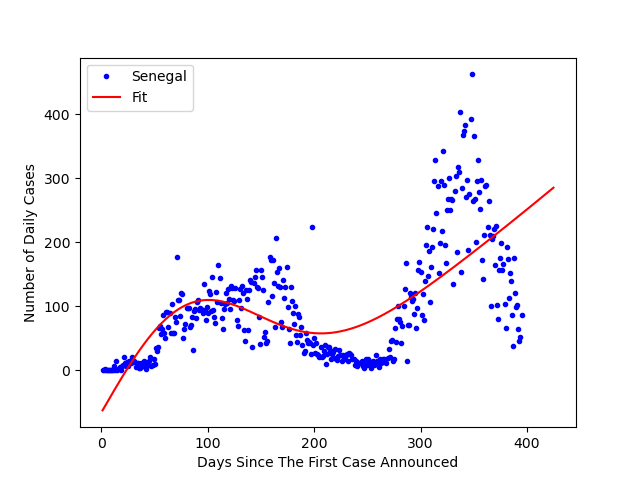 Senegal
Fit
400
300
200
100
0
Number of Daily Cases
0 100 200 300 400
Days Since The First Case Announced